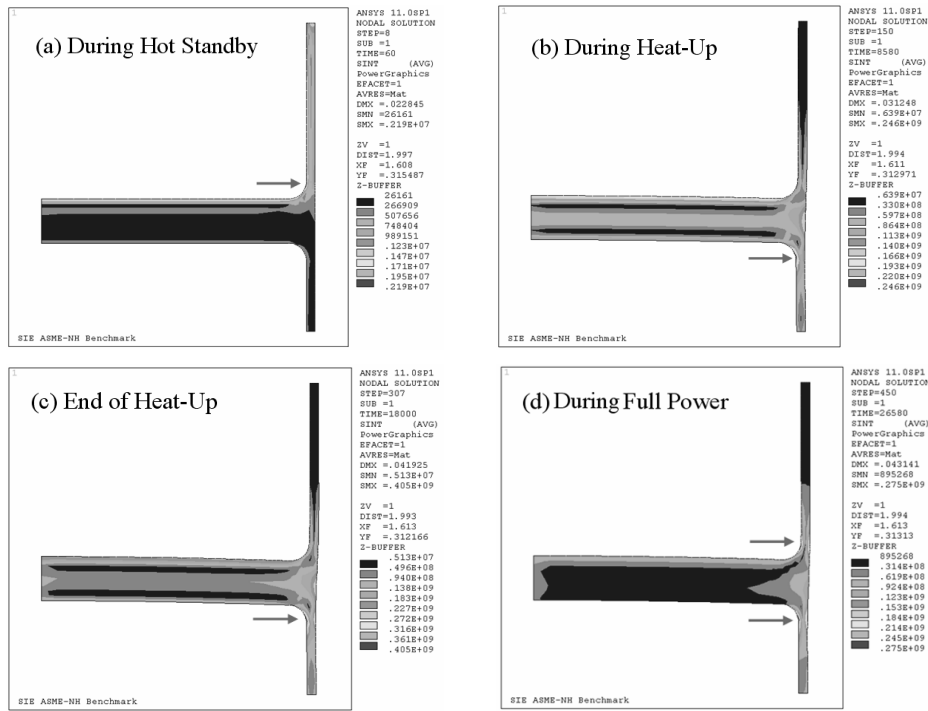 1
(a) During Hot Standby
ANSYS 11.0SP1
NODAL SOLUTION
STEP=8
SUB =1
TIME=60
SINT (AVG)
PowerGraphics
EFACET=1
AVRES=Mat
DMX =.022845
SMN =26161
SMX =.219E+07
ZV =1
DIST=1.997
XF =1.608
YF =.315487
Z-BUFFER
26161
266909
507656
748404
989151
.123E+07
.147E+07
.171E+07
.195E+07
.219E+07
SIE ASME-NH Benchmark
1
(b) During Heat-Up
ANSYS 11.0SP1
NODAL SOLUTION
STEP=150
SUB =1
TIME=8580
SINT (AVG)
PowerGraphics
EFACET=1
AVRES=Mat
DMX =.031248
SMN =.639E+07
SMX =.246E+09
ZV =1
DIST=1.994
XF =1.611
YF =.312971
Z-BUFFER
.639E+07
.330E+08
.597E+08
.864E+08
.113E+09
.140E+09
.166E+09
.193E+09
.220E+09
.246E+09
SIE ASME-NH Benchmark
1
(c) End of Heat-Up
ANSYS 11.0SP1
NODAL SOLUTION
STEP=307
SUB =1
TIME=18000
SINT (AVG)
PowerGraphics
EFACET=1
AVRES=Mat
DMX =.041925
SMN =.513E+07
SMX =.405E+09
ZV =1
DIST=1.993
XF =1.613
YF =.312166
Z-BUFFER
.513E+07
.496E+08
.940E+08
.138E+09
.183E+09
.227E+09
.272E+09
.316E+09
.361E+09
.405E+09
SIE ASME-NH Benchmark
1
(d) During Full Power
ANSYS 11.0SP1
NODAL SOLUTION
STEP=450
SUB =1
TIME=26580
SINT (AVG)
PowerGraphics
EFACET=1
AVRES=Mat
DMX =.043141
SMN =895268
SMX =.275E+09
ZV =1
DIST=1.994
XF =1.613
YF =.31313
Z-BUFFER
895268
.314E+08
.619E+08
.924E+08
.123E+09
.153E+09
.184E+09
.214E+09
.245E+09
.275E+09
SIE ASME-NH Benchmark